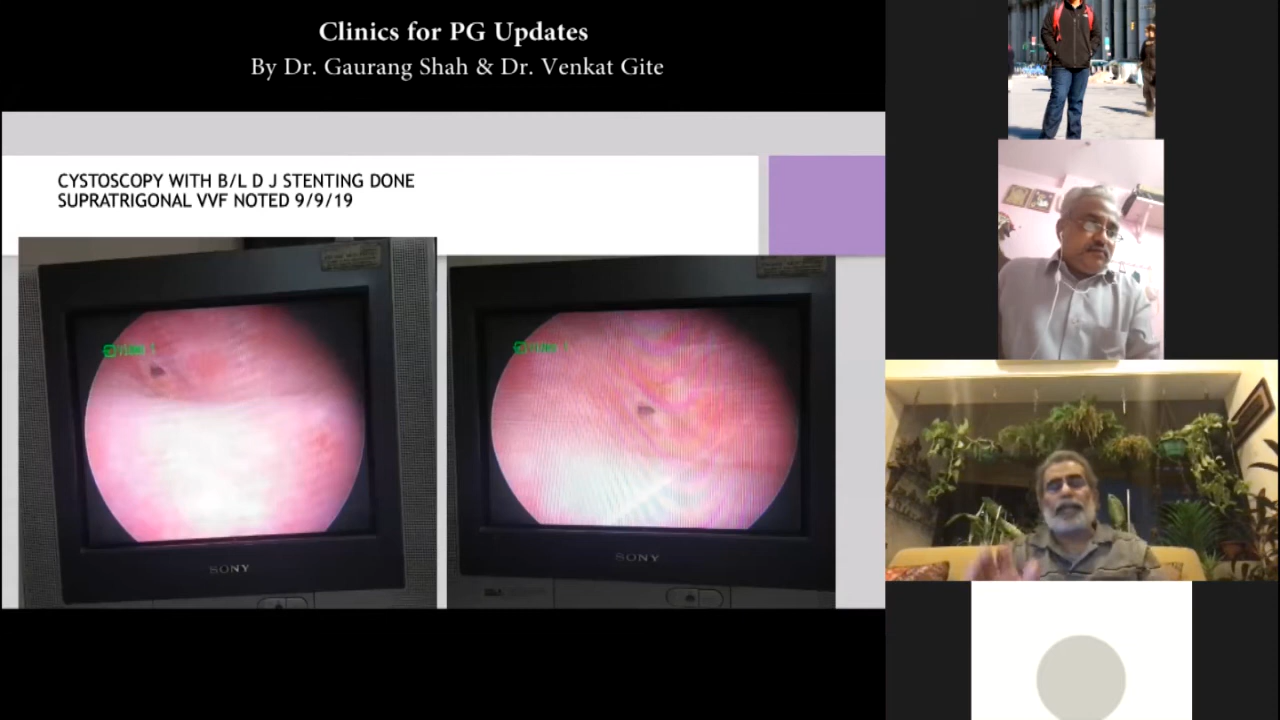 Clinics for PG Updates
By Dr. Gaurang Shah & Dr. Venkat Gite
CYSTOSCOPY WITH B/L D J STENTING DONE
SUPRATRIGONAL VVF NOTED 9/9/19
SONY
SONY